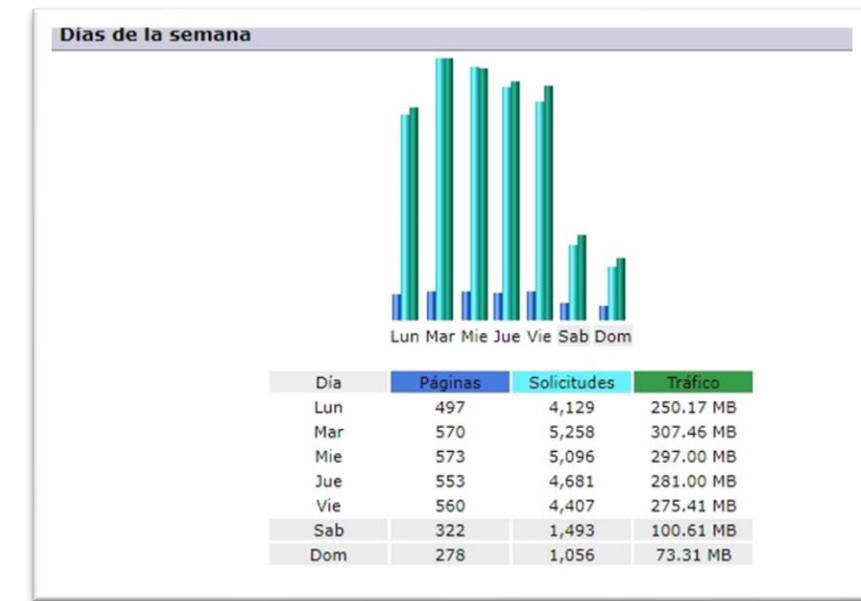 Días de la semana
Lun Mar Mie Jue Vie Sab Dom
Día Páginas Solicitudes Tráfico
Lun 497 4,129 250.17 MB
Mar 570 5,258 307.46 MB
Mie 573 5,096 297.00 MB
Jue 553 4,681 281.00 MB
Vie 560 4,407 275.41 MB
Sab 322 1,493 100.61 MB
Dom 278 1,056 73.31 MB